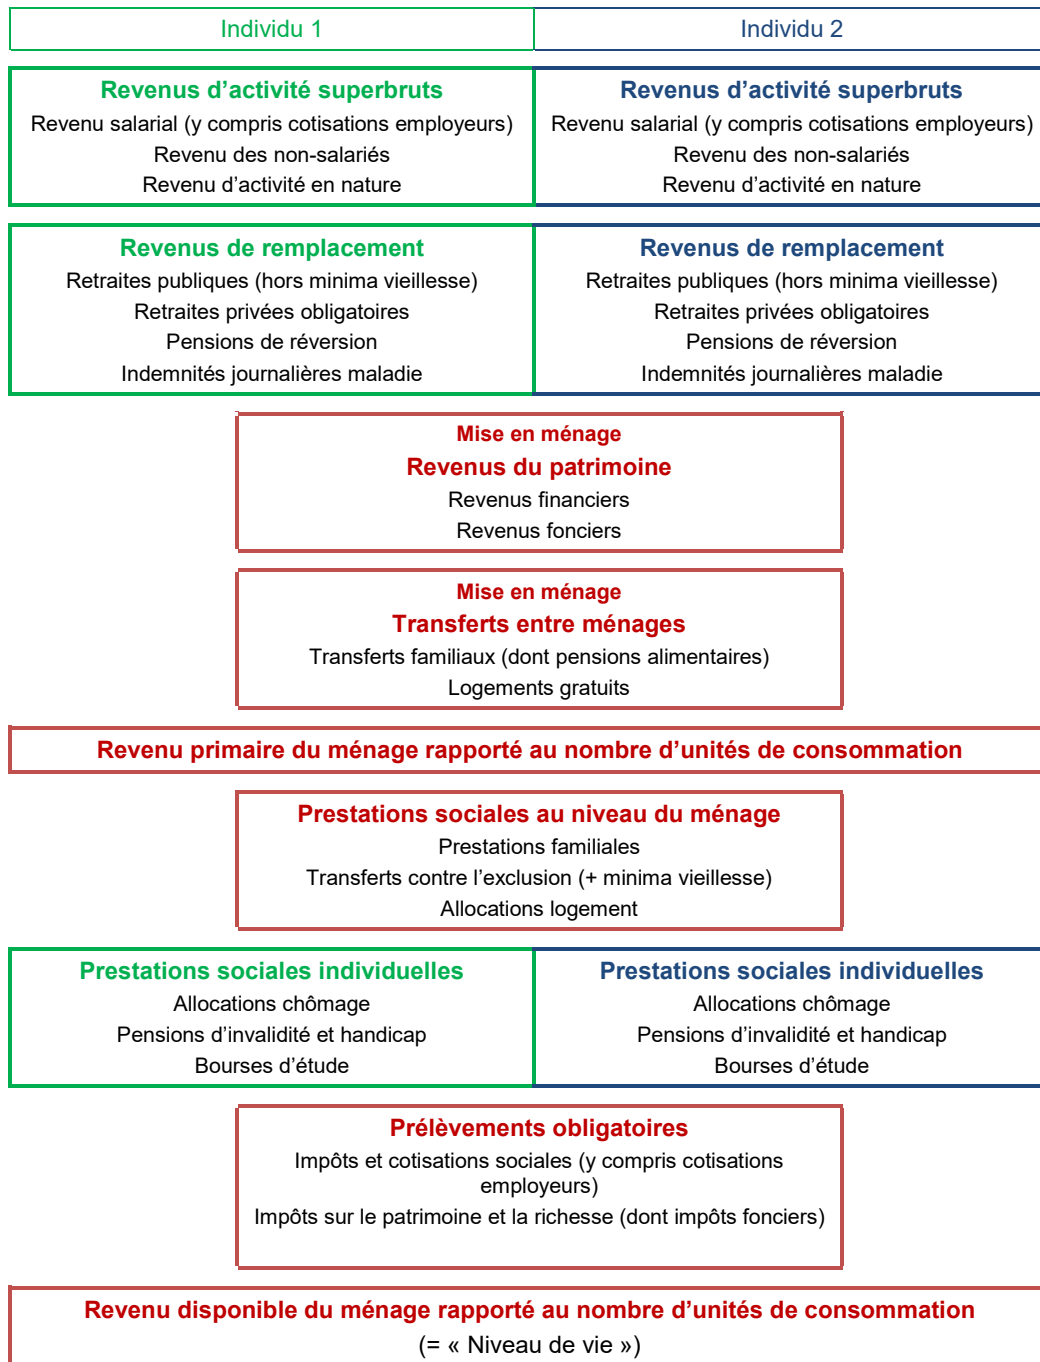 Individu 1
Individu 2
Revenus d’activité superbruts
Revenu salarial (y compris cotisations employeurs)
Revenu des non-salariés
Revenu d’activité en nature
Revenus d’activité superbruts
Revenu salarial (y compris cotisations employeurs)
Revenu des non-salariés
Revenu d’activité en nature
Revenus de remplacement
Retraites publiques (hors minima vieillesse)
Retraites privées obligatoires
Pensions de réversion
Indemnités journalières maladie
Revenus de remplacement
Retraites publiques (hors minima vieillesse)
Retraites privées obligatoires
Pensions de réversion
Indemnités journalières maladie
Mise en ménage
Revenus du patrimoine
Revenus financiers
Revenus fonciers
Mise en ménage
Transferts entre ménages
Transferts familiaux (dont pensions alimentaires)
Logements gratuits
Revenu primaire du ménage rapporté au nombre d’unités de consommation
Prestations sociales au niveau du ménage
Prestations familiales
Transferts contre l’exclusion (+ minima vieillesse)
Allocations logement
Prestations sociales individuelles
Allocations chômage
Pensions d’invalidité et handicap
Bourses d’étude
Prestations sociales individuelles
Allocations chômage
Pensions d’invalidité et handicap
Bourses d’étude
Prélèvements obligatoires
Impôts et cotisations sociales (y compris cotisations
employeurs)
Impôts sur le patrimoine et la richesse (dont impôts fonciers)
Revenu disponible du ménage rapporté au nombre d’unités de consommation
(= « Niveau de vie »)